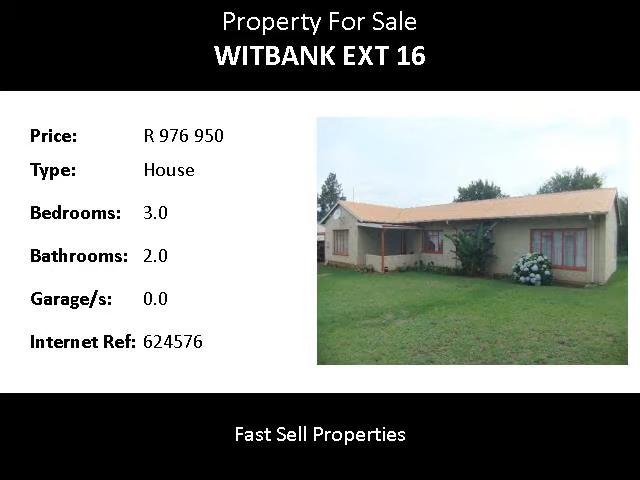 Property For Sale
WITBANK EXT 16
Price: R 976 950
Type: House
Bedrooms: 3.0
Bathrooms: 2.0
Garage/s: 0.0
Internet Ref: 624576
Fast Sell Properties